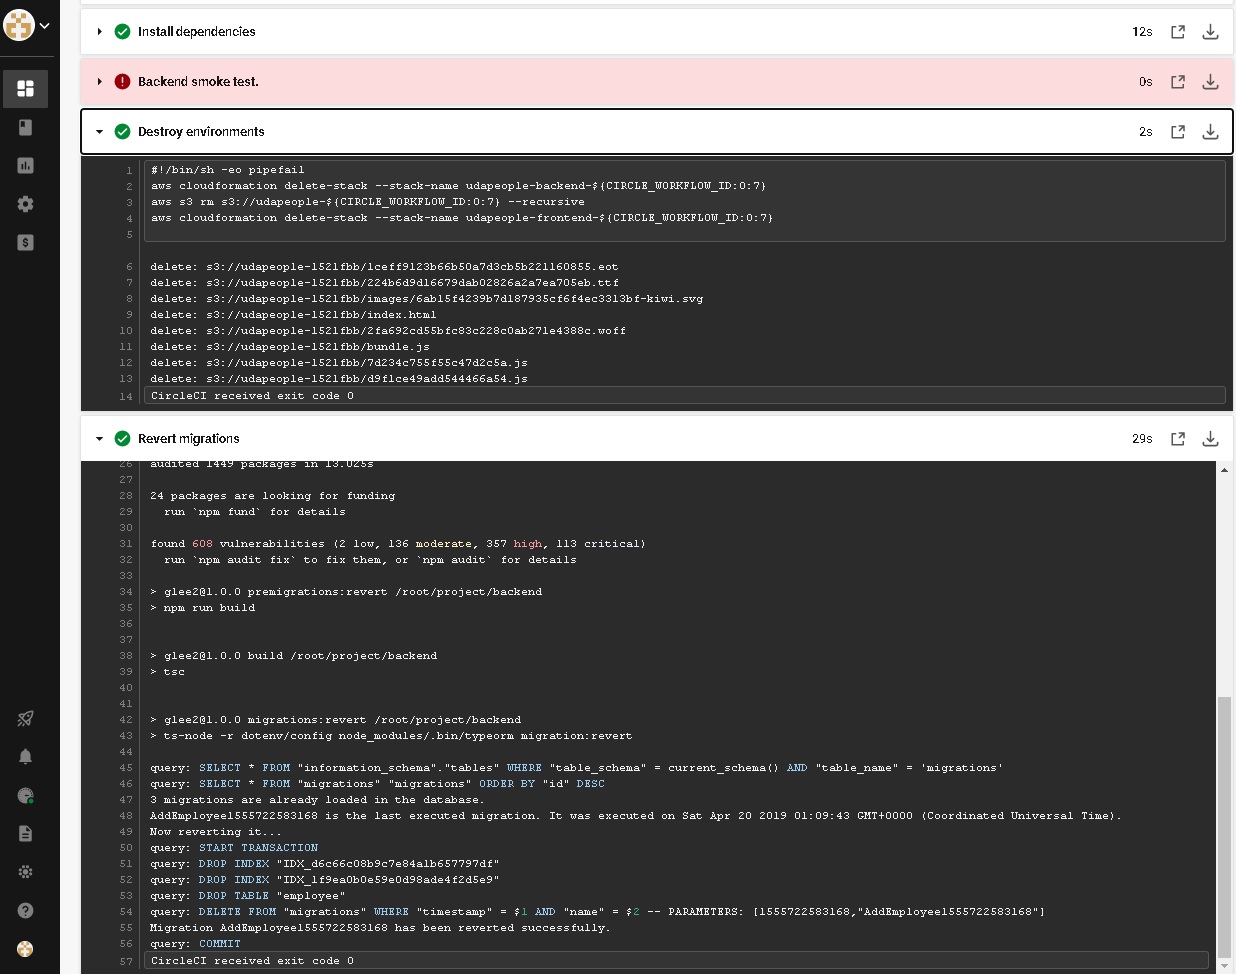 Install dependencies 12s
Backend smoke test. 0s
Destroy environments 2s
1 #!/bin/sh -eo pipefail
2 aws cloudformation delete-stack --stack-name udapeople-backend-${CIRCLE_WORKFLOW_ID:0:7}
3 aws s3 rm s3://udapeople-${CIRCLE_WORKFLOW_ID:0:7} --recursive
4 aws cloudformation delete-stack --stack-name udapeople-frontend-${CIRCLE_WORKFLOW_ID:0:7}
5
6 delete: s3://udapeople-1521fbb/1ceff9123b66b50a7d3cb5b221160855.eot
7 delete: s3://udapeople-1521fbb/224b6d9d16679dab02826a2a7ea705eb.ttf
8 delete: s3://udapeople-1521fbb/images/6ab15f4239b7d187935cf6f4ec3313bf-kiwi.svg
9 delete: s3://udapeople-1521fbb/index.html
10 delete: s3://udapeople-1521fbb/2fa692cd55bfc83c228c0ab271e4388c.woff
11 delete: s3://udapeople-1521fbb/bundle.js
12 delete: s3://udapeople-1521fbb/7d234c755f55c47d2c5a.js
13 delete: s3://udapeople-1521fbb/d9f1ce49add544466a54.js
14 CircleCI received exit code 0
Revert migrations 29s
26 audited 1449 packages in 13.025s
27
28 24 packages are looking for funding
29 run `npm fund` for details
30
31 found 608 vulnerabilities (2 low, 136 moderate, 357 high, 113 critical)
32 run `npm audit fix` to fix them, or `npm audit` for details
33
34 > glee2@1.0.0 premigrations:revert /root/project/backend
35 > npm run build
36
37
38 > glee2@1.0.0 build /root/project/backend
39 > tsc
40
41
42 > glee2@1.0.0 migrations:revert /root/project/backend
43 > ts-node -r dotenv/config node_modules/.bin/typeorm migration:revert
44
45 query: SELECT * FROM "information_schema"."tables" WHERE "table_schema" = current_schema() AND "table_name" = 'migrations'
46 query: SELECT * FROM "migrations" "migrations" ORDER BY "id" DESC
47 3 migrations are already loaded in the database.
48 AddEmployee1555722583168 is the last executed migration. It was executed on Sat Apr 20 2019 01:09:43 GMT+0000 (Coordinated Universal Time).
49 Now reverting it...
50 query: START TRANSACTION
51 query: DROP INDEX "IDX_d6c66c08b9c7e84a1b657797df"
52 query: DROP INDEX "IDX_1f9ea0b0e59e0d98ade4f2d5e9"
53 query: DROP TABLE "employee"
54 query: DELETE FROM "migrations" WHERE "timestamp" = $1 AND "name" = $2 -- PARAMETERS: [1555722583168,"AddEmployee1555722583168"]
55 Migration AddEmployee1555722583168 has been reverted successfully.
56 query: COMMIT
57 CircleCI received exit code 0